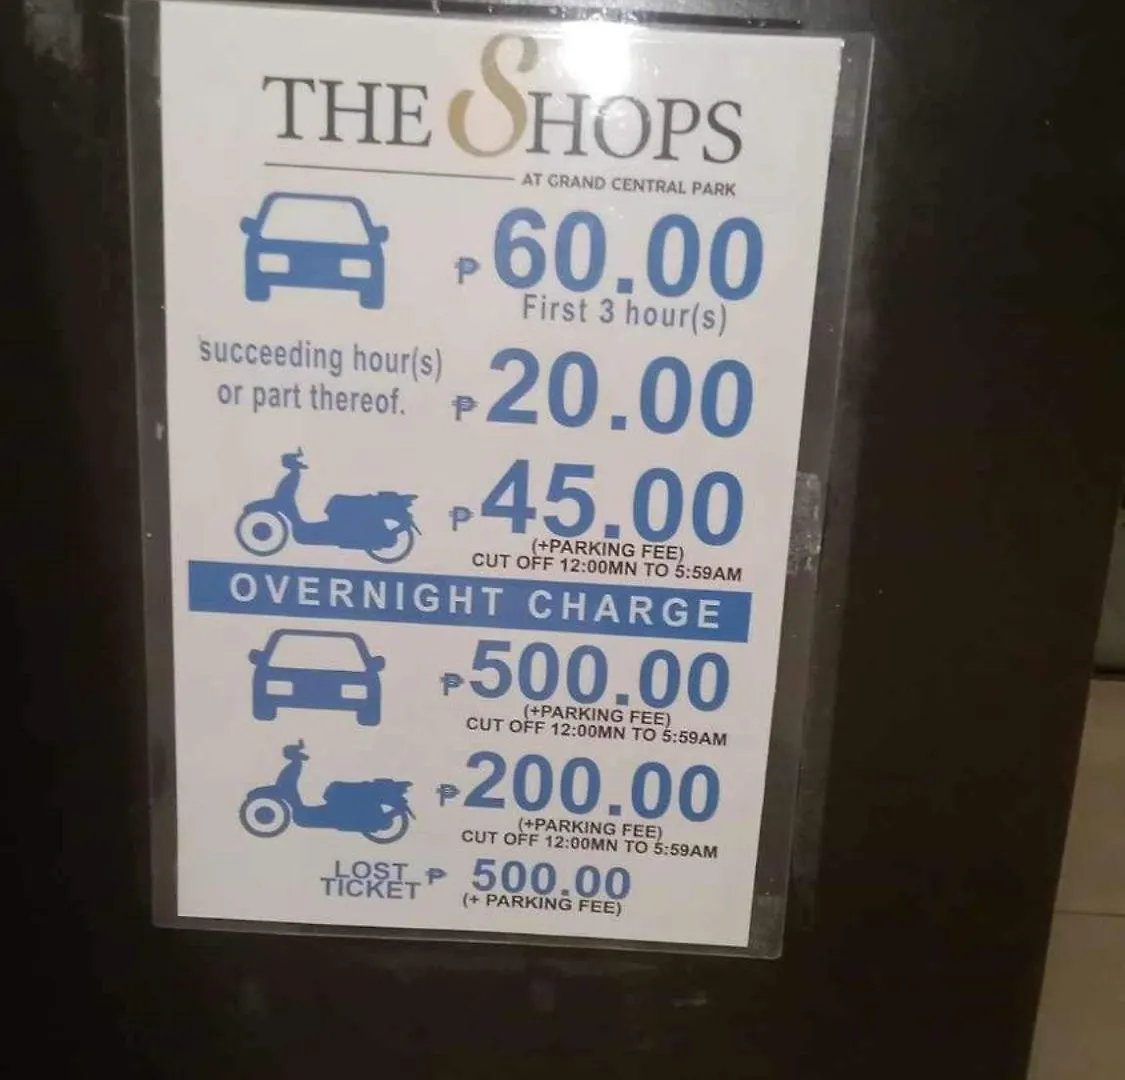 THE SHOPS
AT GRAND CENTRAL PARK
₱ 60.00
First 3 hour(s)
succeeding hour(s)
or part thereof.
₱ 20.00
₱ 45.00
(+PARKING FEE)
CUT OFF 12:00MN TO 5:59AM
OVERNIGHT CHARGE
₱ 500.00
(+PARKING FEE)
CUT OFF 12:00MN TO 5:59AM
₱ 200.00
(+PARKING FEE)
CUT OFF 12:00MN TO 5:59AM
LOST
TICKET
₱ 500.00
(+ PARKING FEE)